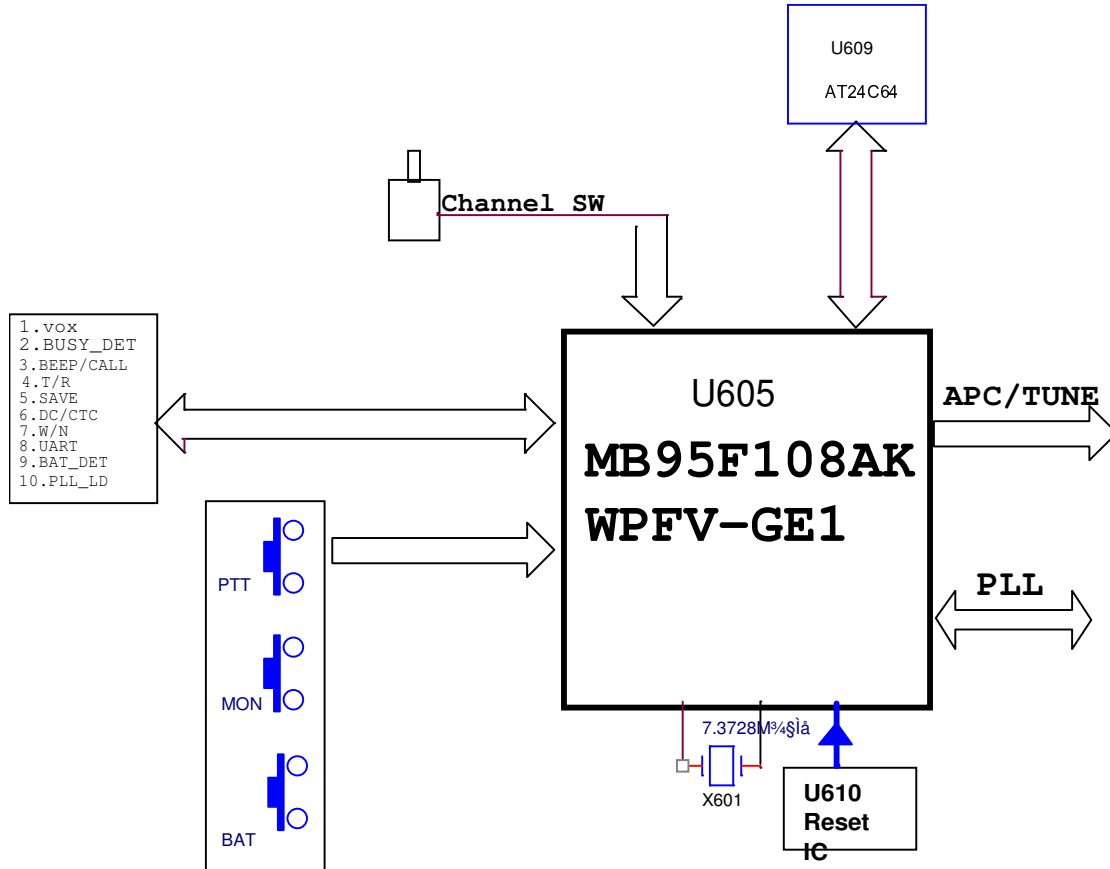 U609
AT24C64
Channel SW
1.vox
2.BUSY_DET
3.BEEP/CALL
4.T/R
5.SAVE
6.DC/CTC
7.W/N
8.UART
9.BAT_DET
10.PLL_LD
U605
MB95F108AK
WPFV-GE1
APC/TUNE
PLL
PTT
MON
BAT
7.3728M¾§Ìå
X601
U610
Reset
IC